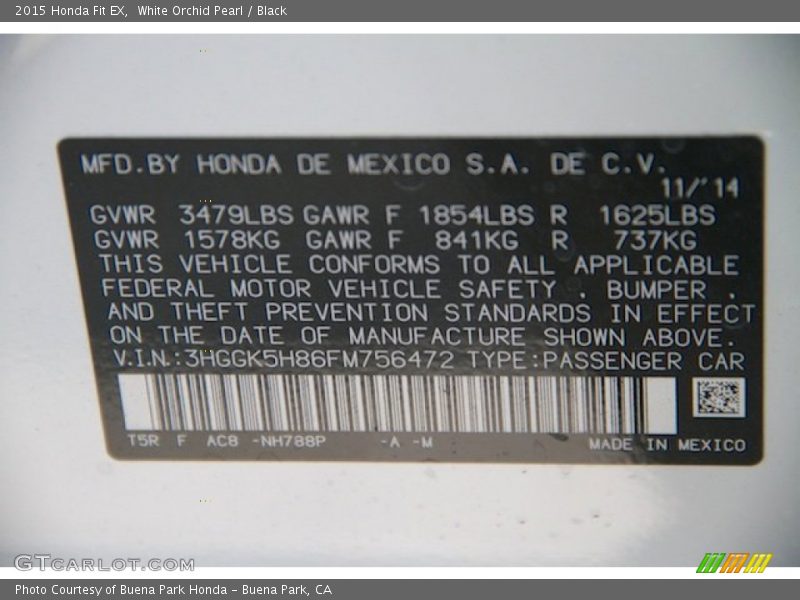 2015 Honda Fit EX,  White Orchid Pearl / Black
MFD.BY HONDA DE MEXICO S.A. DE C.V.
11/'14
GVWR 3479LBS GAWR F 1854LBS R 1625LBS
GVWR 1578KG GAWR F 841KG R 737KG
THIS VEHICLE CONFORMS TO ALL APPLICABLE
FEDERAL MOTOR VEHICLE SAFETY , BUMPER ,
AND THEFT PREVENTION STANDARDS IN EFFECT
ON THE DATE OF MANUFACTURE SHOWN ABOVE.
V.I.N.:3HGGK5H86FM756472 TYPE:PASSENGER CAR
T5R F AC8 -NH788P -A -M MADE IN MEXICO
GTCARLOT.COM
Photo Courtesy of Buena Park Honda – Buena Park, CA